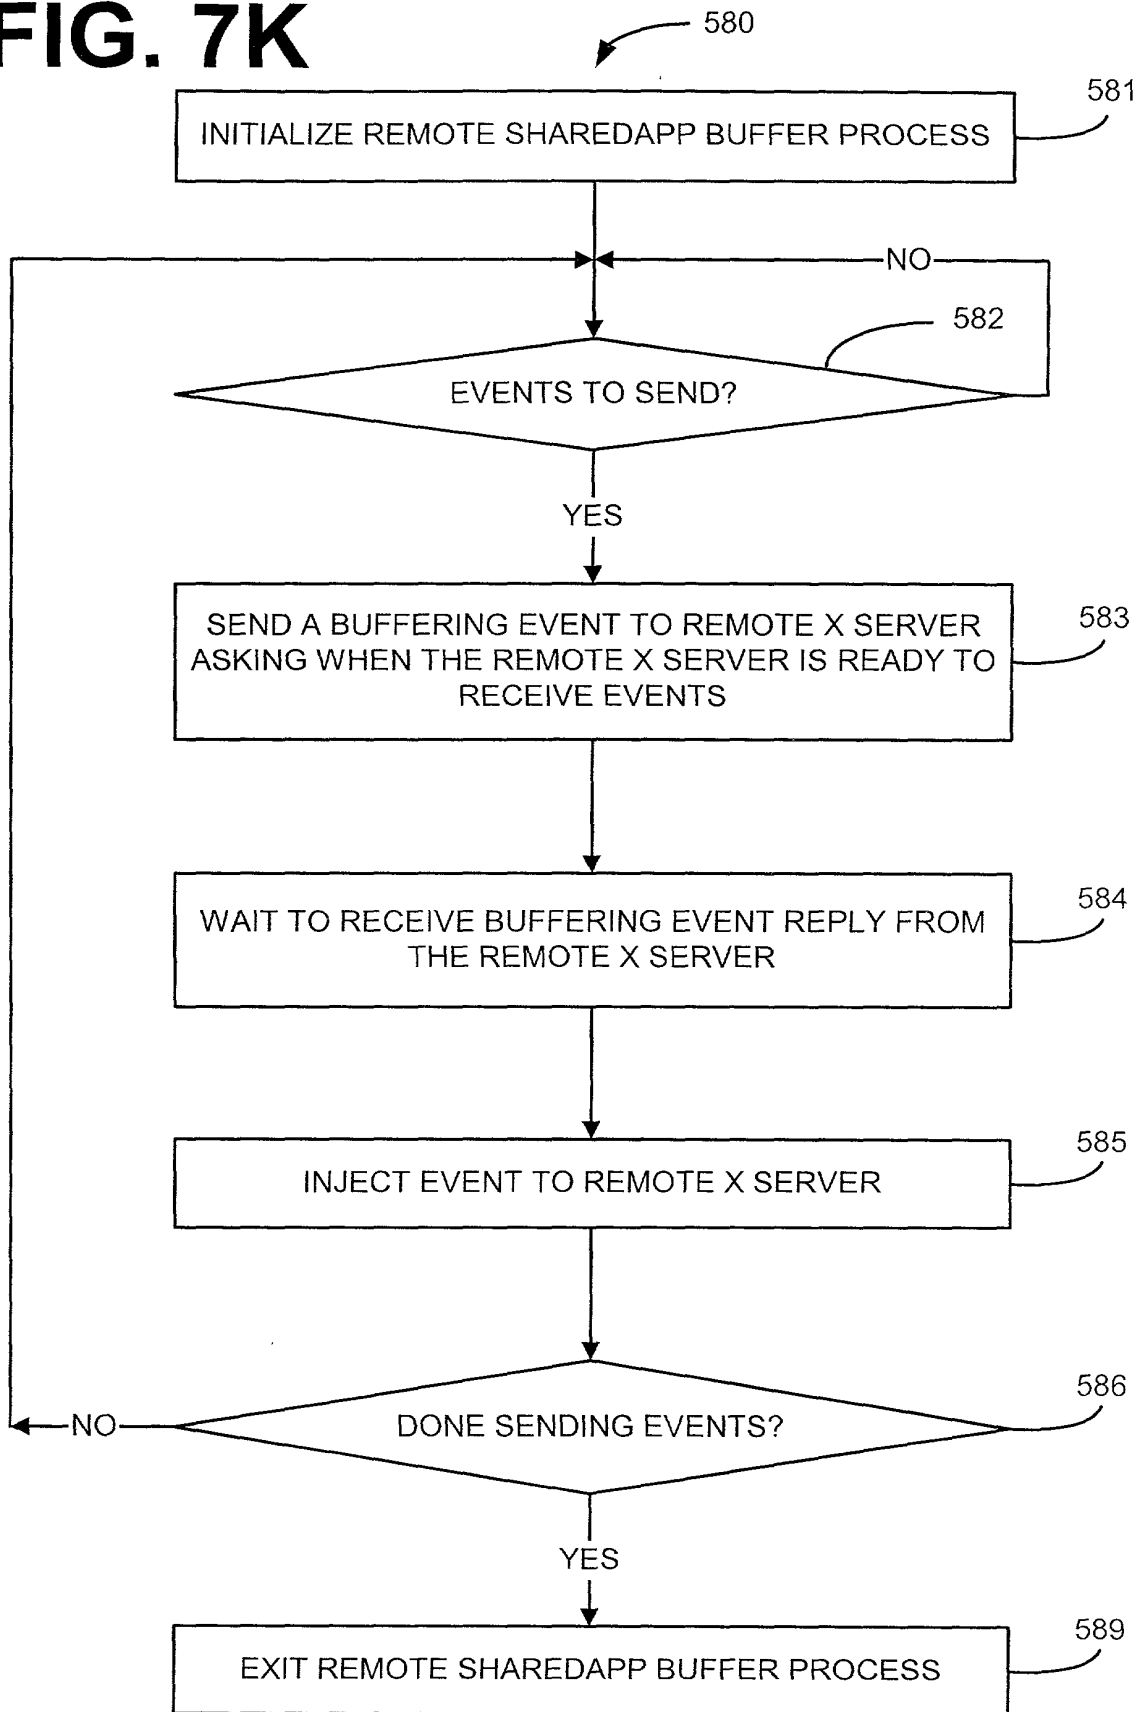 FIG. 7K
580
581
INITIALIZE REMOTE SHAREDAPP BUFFER PROCESS
NO
582
EVENTS TO SEND?
YES
583
SEND A BUFFERING EVENT TO REMOTE X SERVER
ASKING WHEN THE REMOTE X SERVER IS READY TO
RECEIVE EVENTS
584
WAIT TO RECEIVE BUFFERING EVENT REPLY FROM
THE REMOTE X SERVER
585
INJECT EVENT TO REMOTE X SERVER
586
NO
DONE SENDING EVENTS?
YES
589
EXIT REMOTE SHAREDAPP BUFFER PROCESS